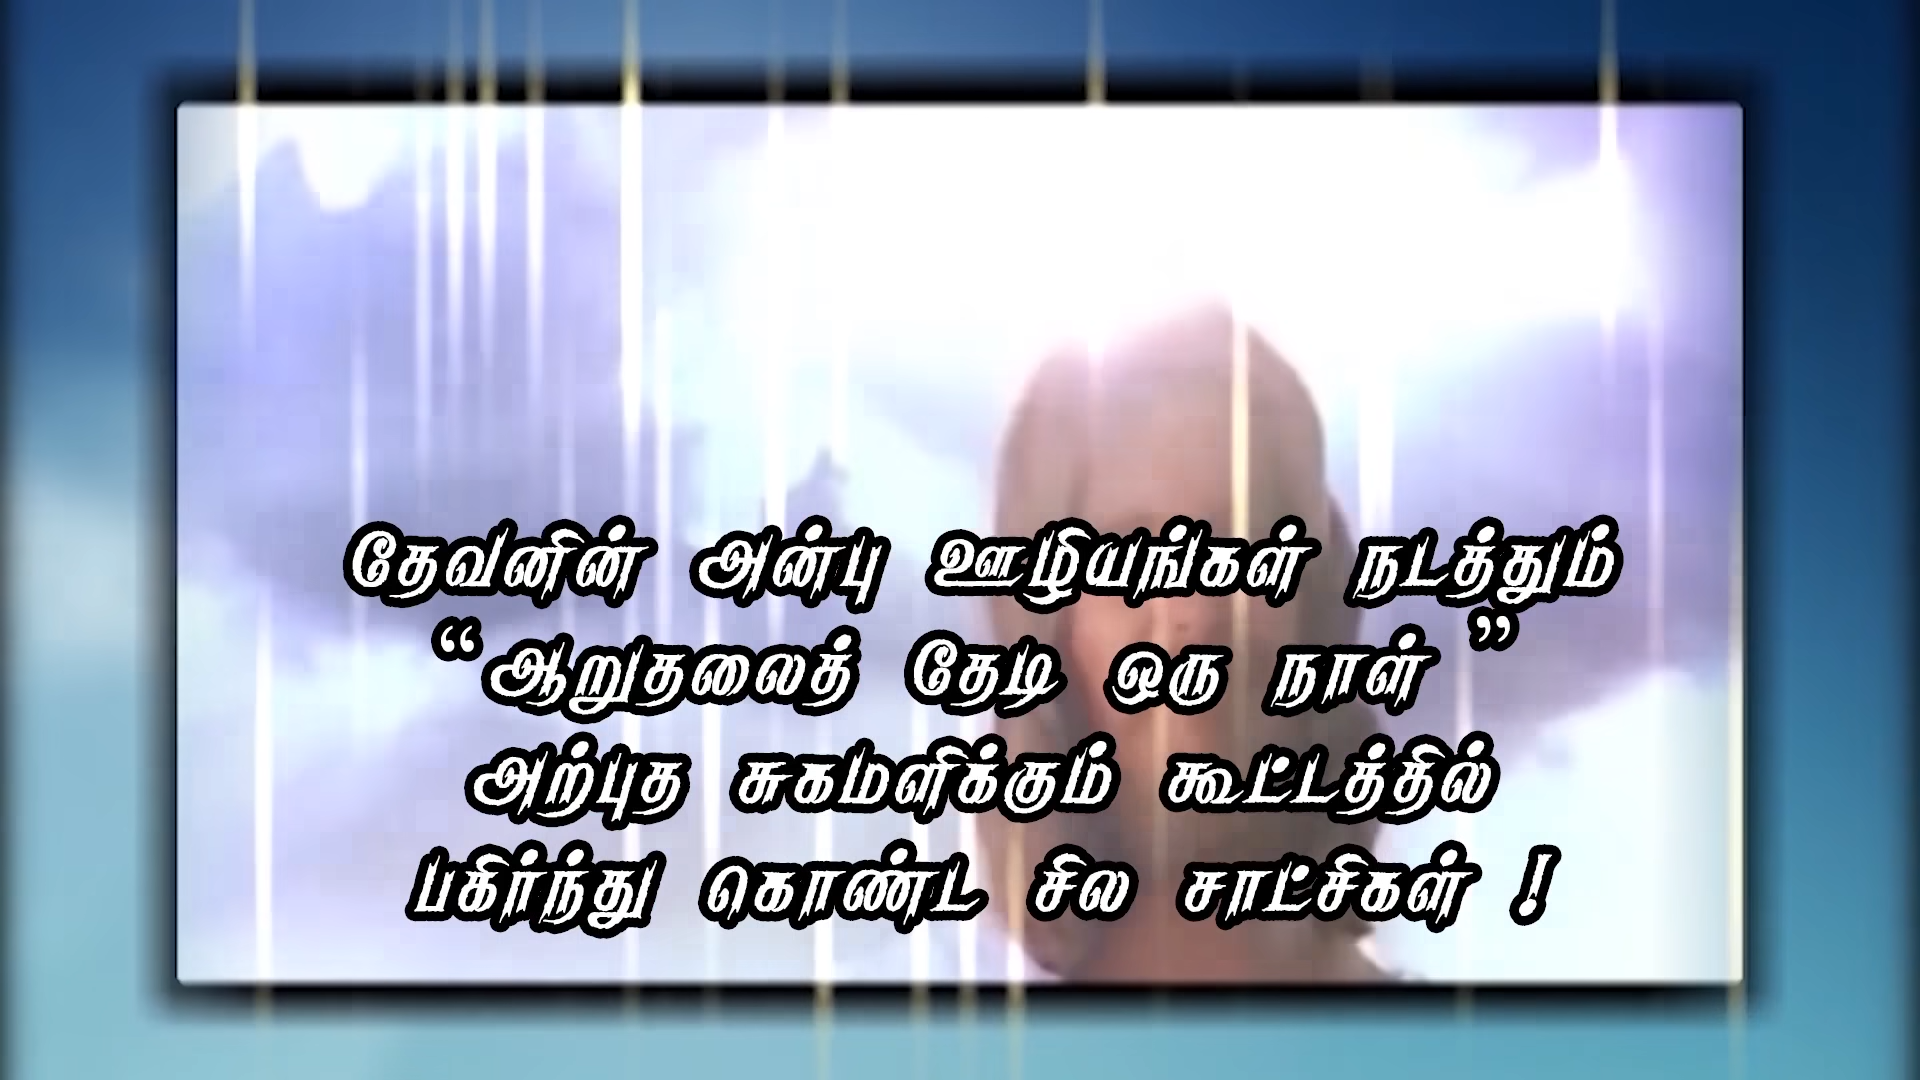 தேவனின் அன்பு ஊழியங்கள் நடத்தும்
“ஆறுதலைத் தேடி ஒரு நாள் ”
அற்புத சுகமளிக்கும் கூட்டத்தில்
பகிர்ந்து கொண்ட சில சாட்சிகள் !